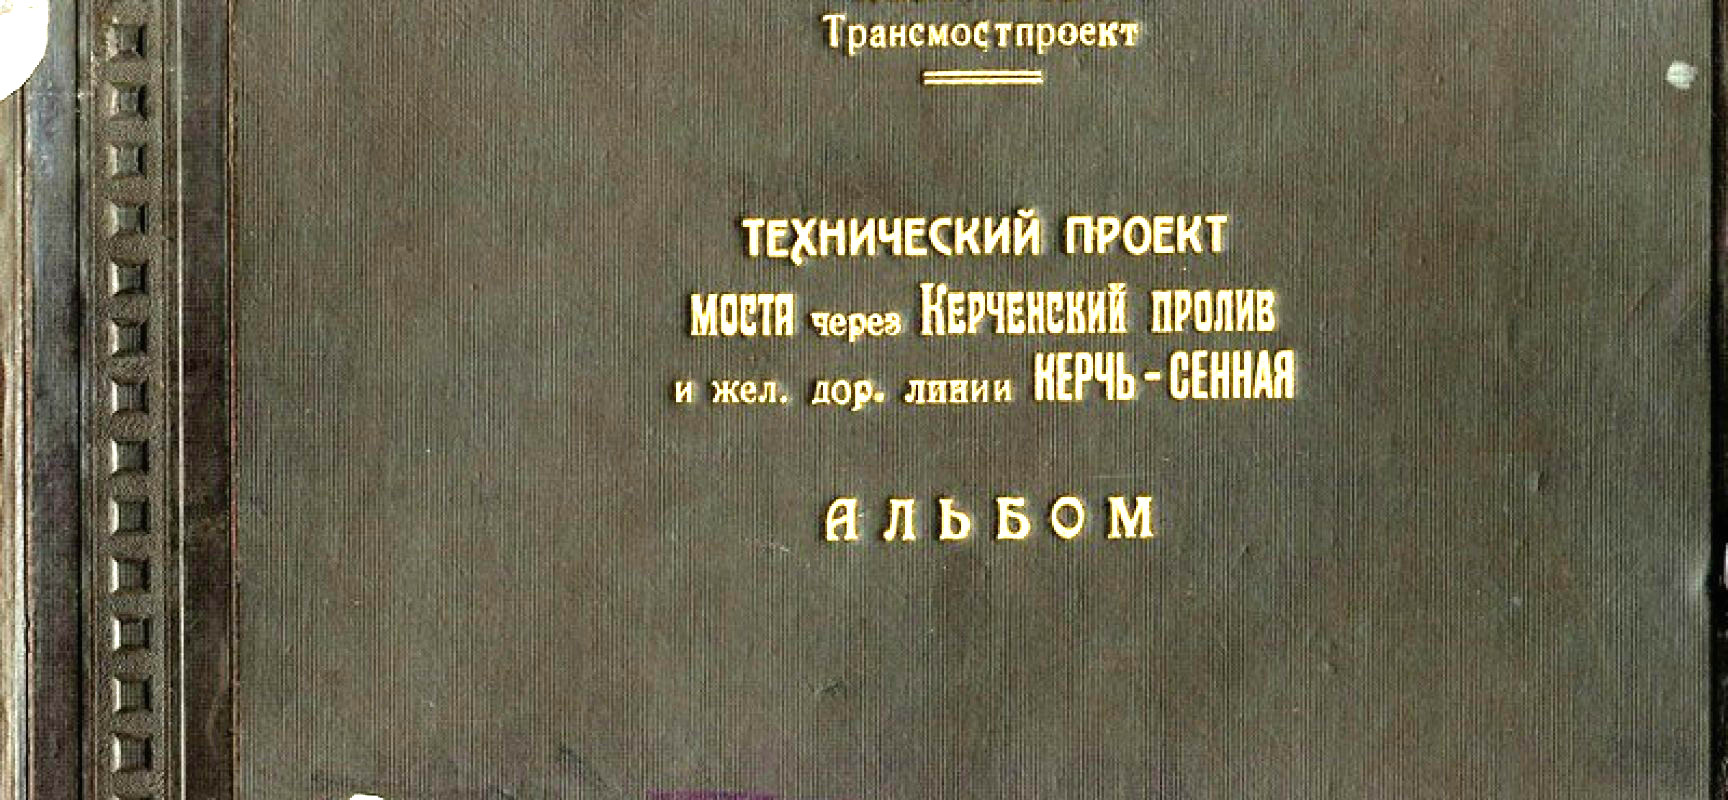 Трансмостпроект
ТЕХНИЧЕСКИЙ ПРОЕКТ
МОСТА через КЕРЧЕНСКИЙ ПРОЛИВ
и жел. дор. линии КЕРЧЬ-СЕННАЯ
АЛЬБОМ